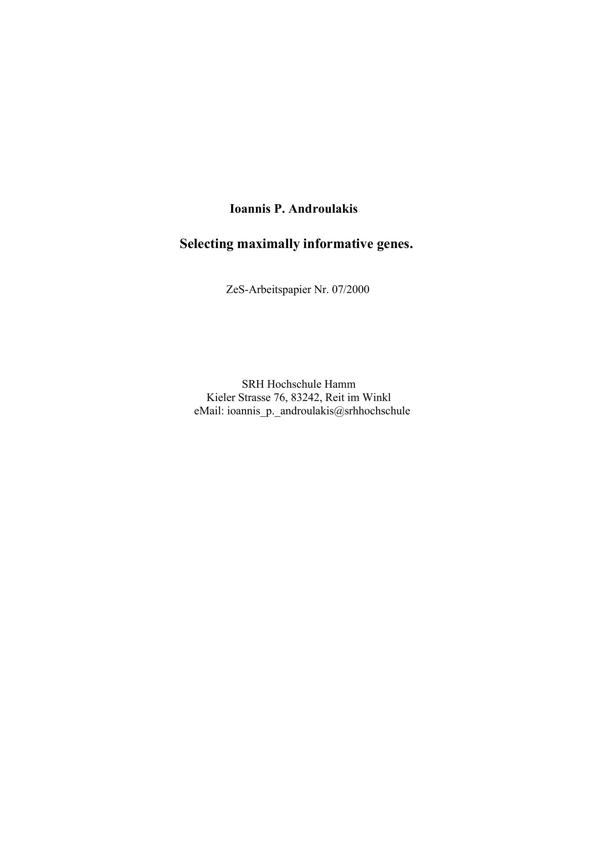 Ioannis P. Androulakis
Selecting maximally informative genes.
ZeS-Arbeitspapier Nr. 07/2000
SRH Hochschule Hamm
Kieler Strasse 76, 83242, Reit im Winkl
eMail: ioannis_p._androulakis@srhhochschule